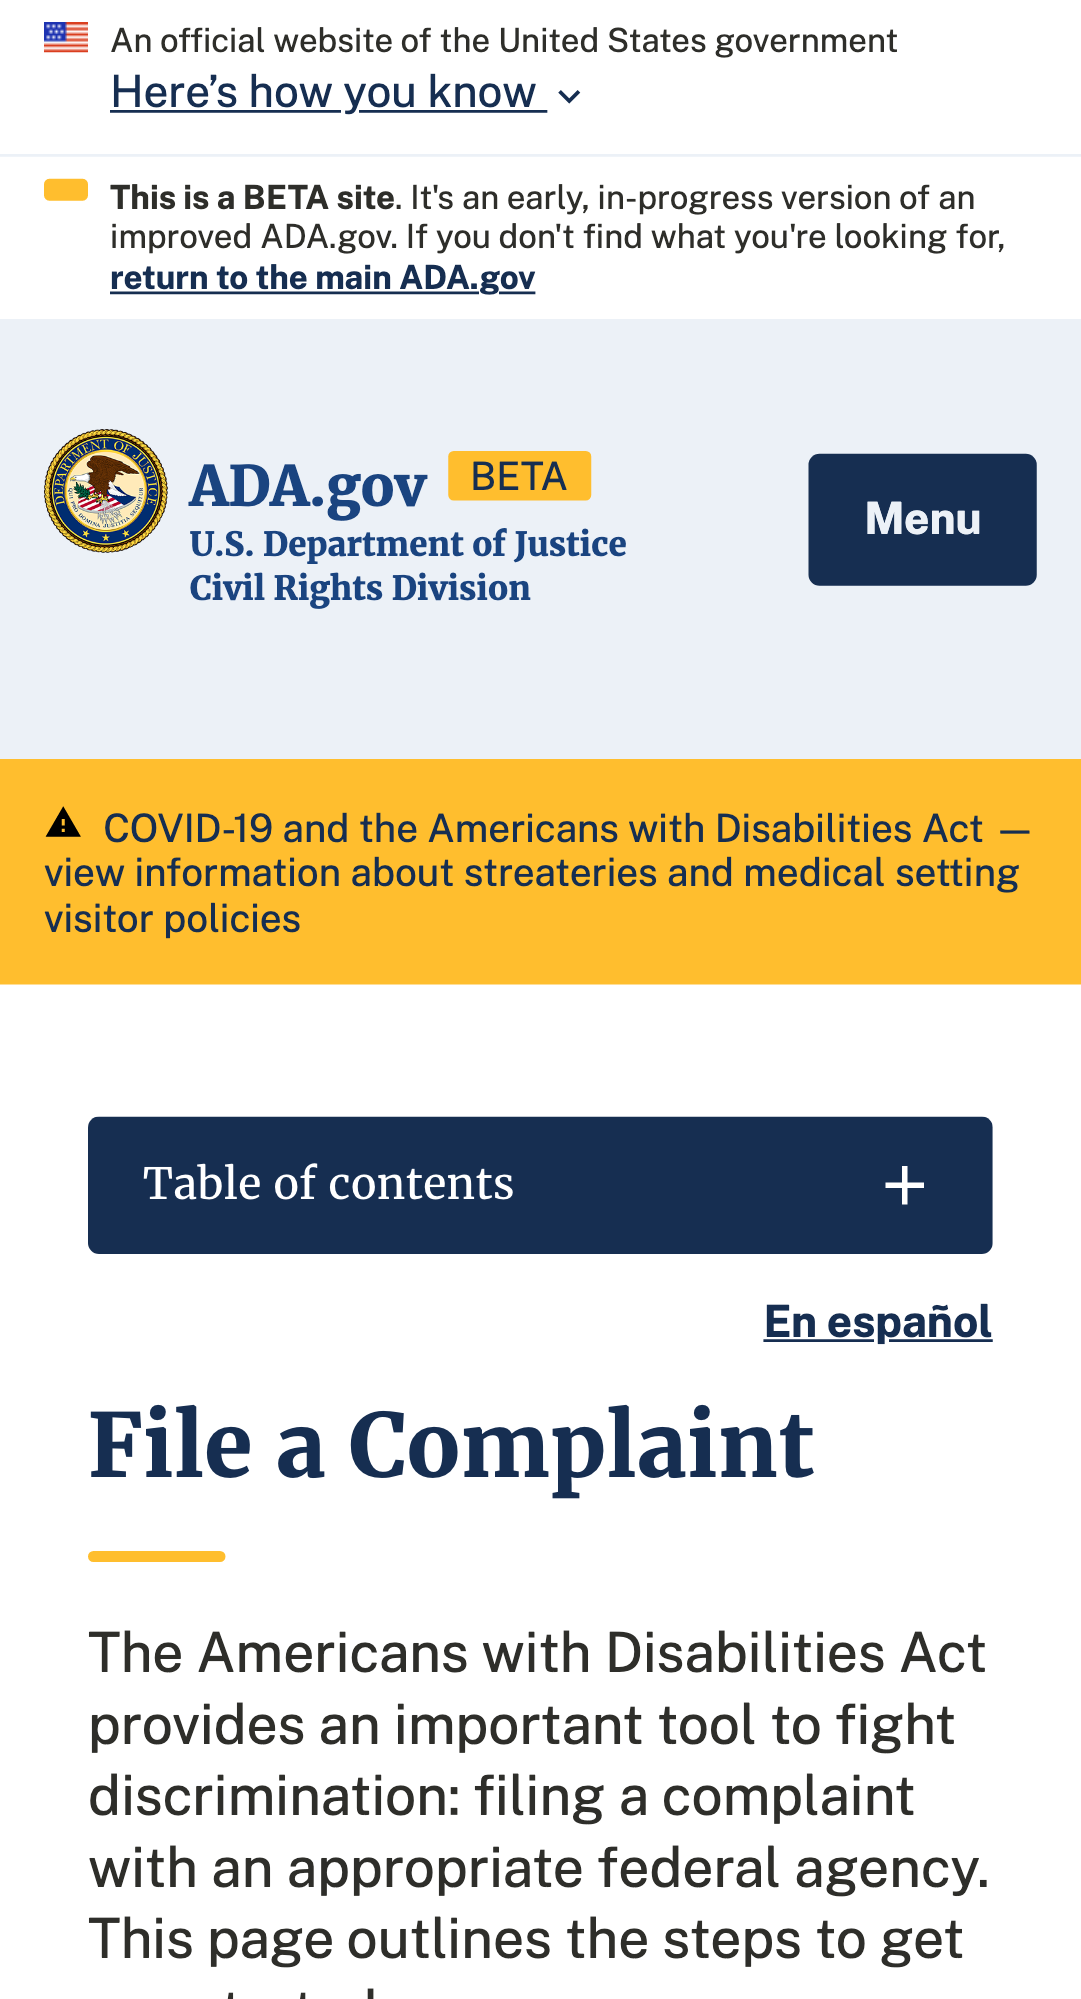 An official website of the United States government
Here’s how you know
This is a BETA site. It's an early, in-progress version of an
improved ADA.gov. If you don't find what you're looking for,
return to the main ADA.gov
DEPARTMENT OF JUSTICE
QUI PRO DOMINA JUSTITIA SEQUITUR
ADA.gov BETA
U.S. Department of Justice
Civil Rights Division
Menu
COVID-19 and the Americans with Disabilities Act —
view information about streateries and medical setting
visitor policies
Table of contents
En español
File a Complaint
The Americans with Disabilities Act
provides an important tool to fight
discrimination: filing a complaint
with an appropriate federal agency.
This page outlines the steps to get